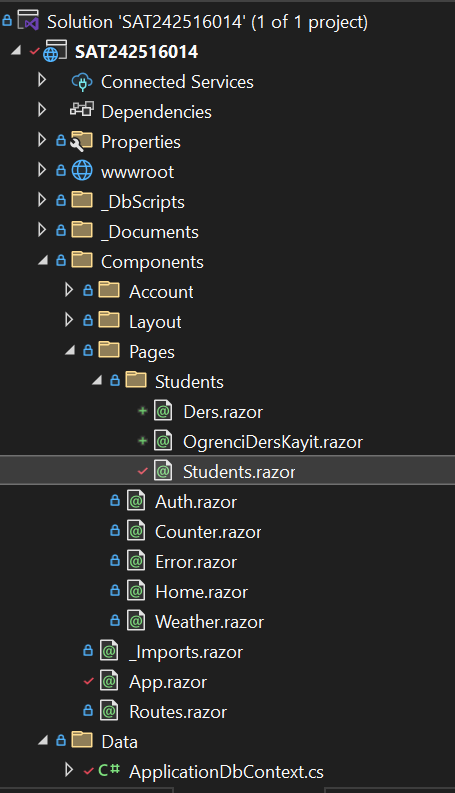 Solution 'SAT242516014' (1 of 1 project)
SAT242516014
Connected Services
Dependencies
Properties
wwwroot
_DbScripts
_Documents
Components
Account
Layout
Pages
Students
Ders.razor
OgrenciDersKayit.razor
Students.razor
Auth.razor
Counter.razor
Error.razor
Home.razor
Weather.razor
_Imports.razor
App.razor
Routes.razor
Data
C# ApplicationDbContext.cs